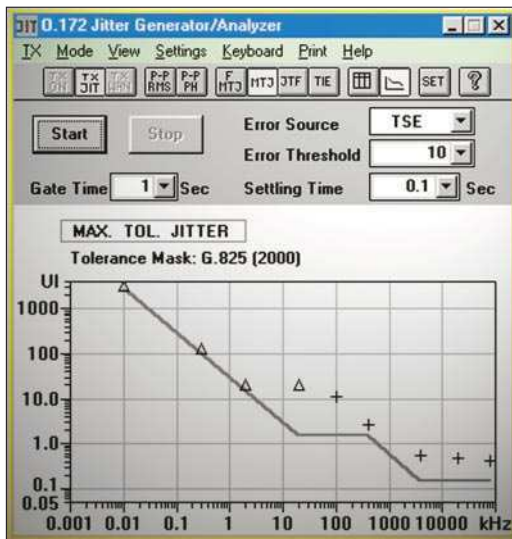 JIT O.172 Jitter Generator/Analyzer
TX Mode View Settings Keyboard Print Help
TX ON TX JIT TX WAN P-P RMS P-P PH F MTJ MTJ JTF TIE SET ?
Start Stop
Error Source TSE
Error Threshold 10
Gate Time 1 Sec Settling Time 0.1 Sec
MAX. TOL. JITTER
Tolerance Mask: G.825 (2000)
UI
1000
100
10.0
1.0
0.1
0.05
0.001 0.01 0.1 1 10 100 1000 10000 kHz